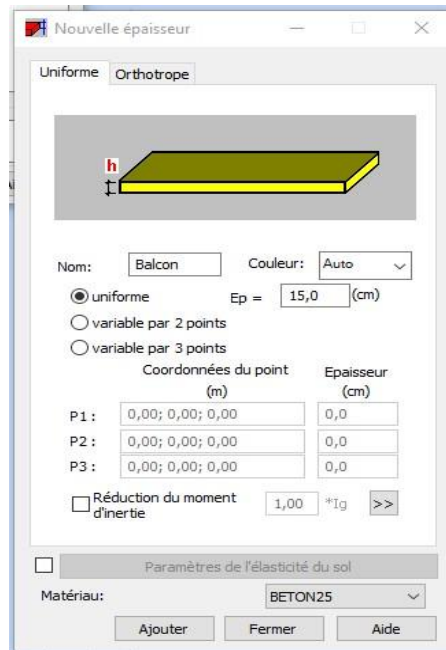 Nouvelle épaisseur
Uniforme Orthotrope
h
Nom: Balcon Couleur: Auto
uniforme Ep = 15,0 (cm)
variable par 2 points
variable par 3 points
Coordonnées du point Epaisseur
(m) (cm)
P1 : 0,00; 0,00; 0,00 0,0
P2 : 0,00; 0,00; 0,00 0,0
P3 : 0,00; 0,00; 0,00 0,0
Réduction du moment
d'inertie 1,00 *Ig >>
Paramètres de l'élasticité du sol
Matériau: BETON25
Ajouter Fermer Aide